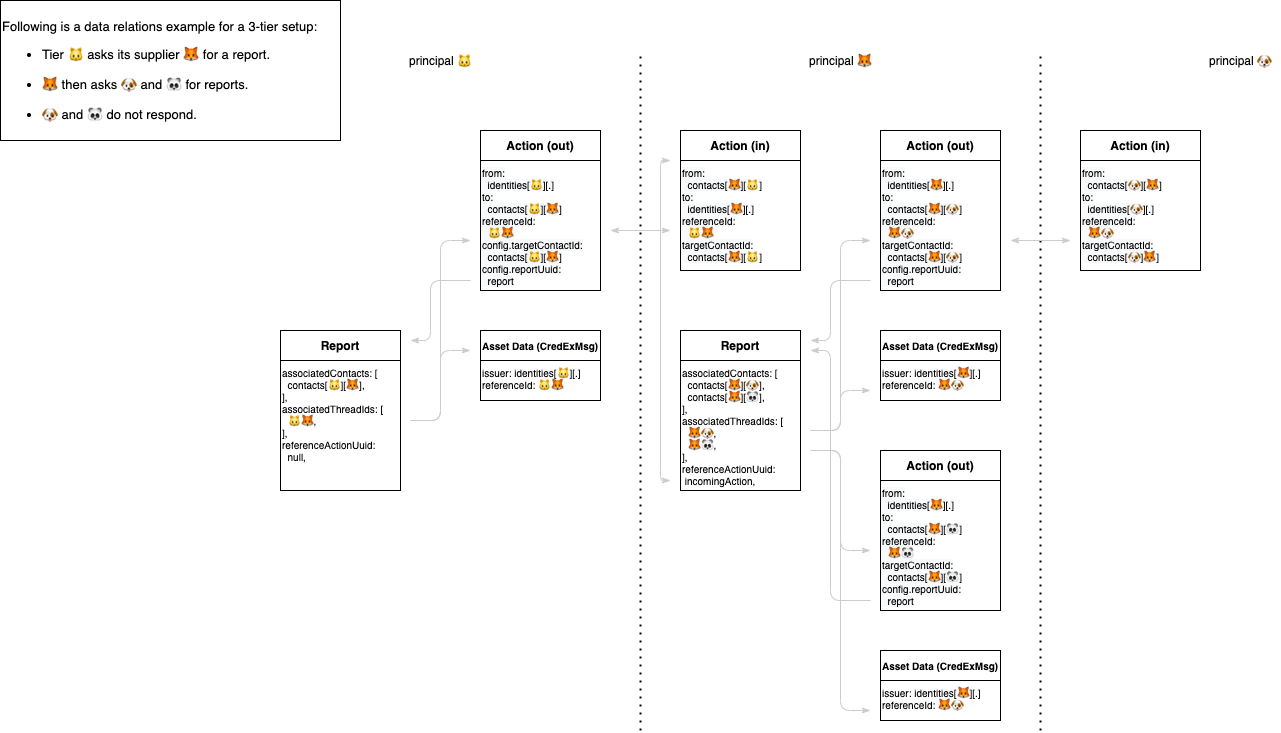 Following is a data relations example for a 3-tier setup:
• Tier 🐱 asks its supplier 🦊 for a report.
• 🦊 then asks 🐶 and 🐼 for reports.
• 🐶 and 🐼 do not respond.
principal 🐱
principal 🦊
principal 🐶
Action (out)
from:
identities[🐱][.]
to:
contacts[🐱][🦊]
referenceId:
🐱🦊
config.targetContactId:
contacts[🐱][🦊]
config.reportUuid:
report
Action (in)
from:
contacts[🦊][🐱]
to:
identities[🦊][.]
referenceId:
🐱🦊
targetContactId:
contacts[🦊][🐱]
Action (out)
from:
identities[🦊][.]
to:
contacts[🦊][🐶]
referenceId:
🦊🐶
targetContactId:
contacts[🦊][🐶]
config.reportUuid:
report
Action (in)
from:
contacts[🐶][🦊]
to:
identities[🐶][.]
referenceId:
🦊🐶
targetContactId:
contacts[🐶]🦊]
Report
associatedContacts: [
contacts[🐱][🦊],
],
associatedThreadIds: [
🐱🦊,
],
referenceActionUuid:
null,
Asset Data (CredExMsg)
issuer: identities[🐱][.]
referenceId: 🐱🦊
Report
associatedContacts: [
contacts[🦊][🐶],
contacts[🦊][🐼],
],
associatedThreadIds: [
🦊🐶,
🦊🐼,
],
referenceActionUuid:
incomingAction,
Asset Data (CredExMsg)
issuer: identities[🦊][.]
referenceId: 🦊🐶
Action (out)
from:
identities[🦊][.]
to:
contacts[🦊][🐼]
referenceId:
🦊🐼
targetContactId:
contacts[🦊][🐼]
config.reportUuid:
report
Asset Data (CredExMsg)
issuer: identities[🦊][.]
referenceId: 🦊🐶